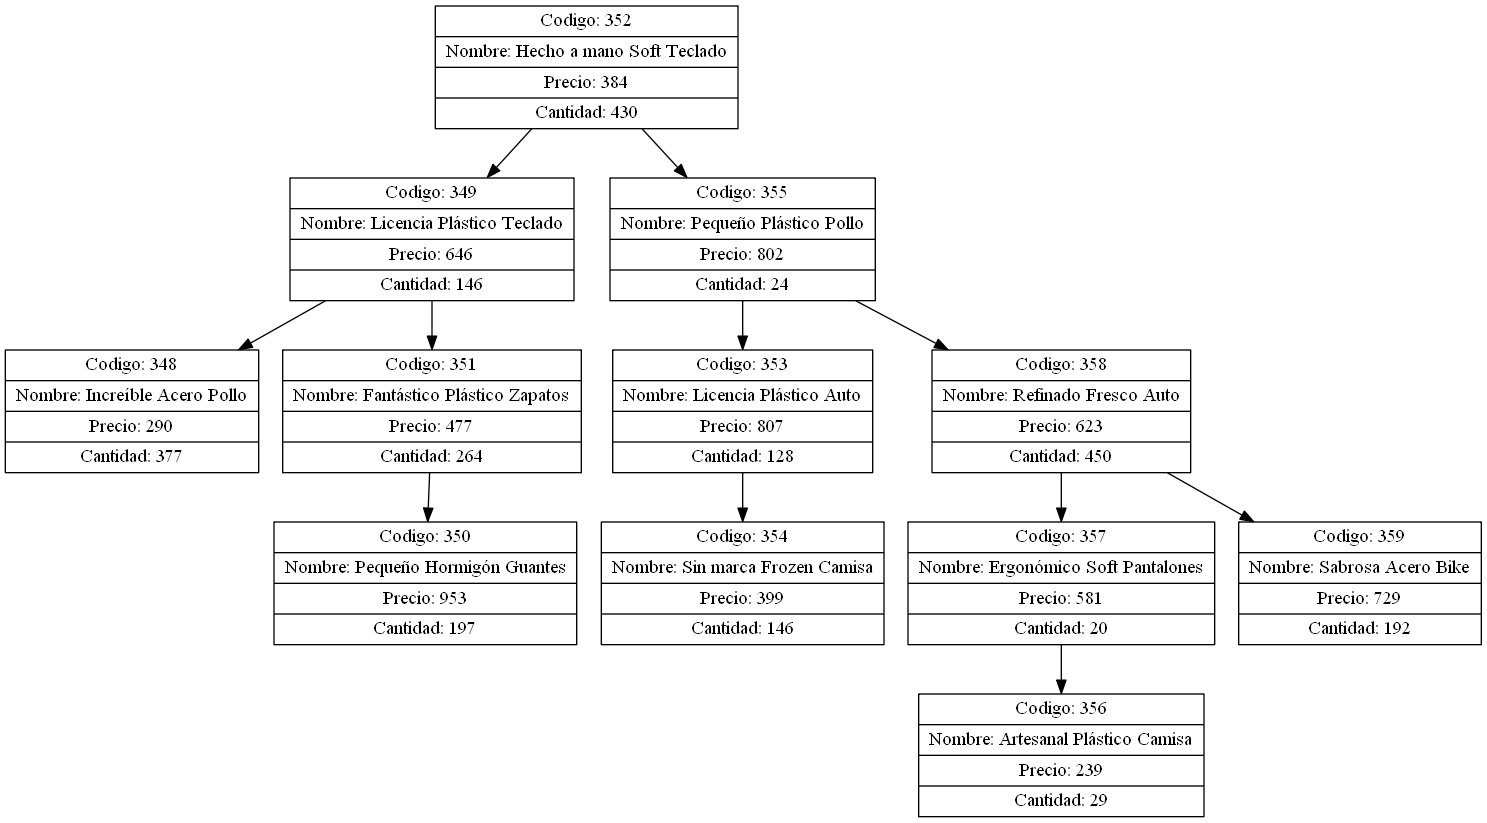 Codigo: 352
Nombre: Hecho a mano Soft Teclado
Precio: 384
Cantidad: 430
Codigo: 349
Nombre: Licencia Plástico Teclado
Precio: 646
Cantidad: 146
Codigo: 355
Nombre: Pequeño Plástico Pollo
Precio: 802
Cantidad: 24
Codigo: 348
Nombre: Increíble Acero Pollo
Precio: 290
Cantidad: 377
Codigo: 351
Nombre: Fantástico Plástico Zapatos
Precio: 477
Cantidad: 264
Codigo: 353
Nombre: Licencia Plástico Auto
Precio: 807
Cantidad: 128
Codigo: 358
Nombre: Refinado Fresco Auto
Precio: 623
Cantidad: 450
Codigo: 350
Nombre: Pequeño Hormigón Guantes
Precio: 953
Cantidad: 197
Codigo: 354
Nombre: Sin marca Frozen Camisa
Precio: 399
Cantidad: 146
Codigo: 357
Nombre: Ergonómico Soft Pantalones
Precio: 581
Cantidad: 20
Codigo: 359
Nombre: Sabrosa Acero Bike
Precio: 729
Cantidad: 192
Codigo: 356
Nombre: Artesanal Plástico Camisa
Precio: 239
Cantidad: 29